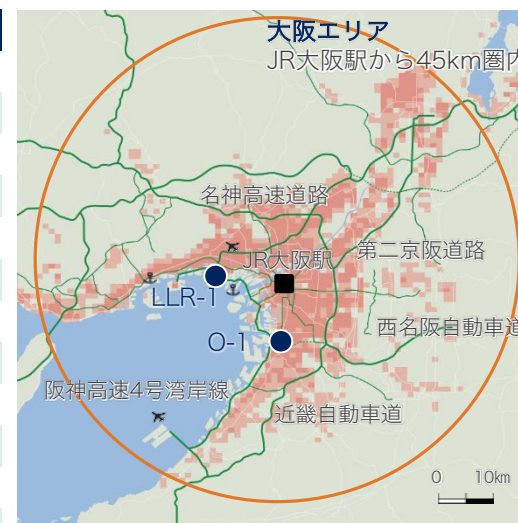 大阪エリア
JR大阪駅から45km圏内
名神高速道路
JR大阪駅
第二京阪道路
LLR-1
O-1
西名阪自動車道
阪神高速4号湾岸線
近畿自動車道
0 10km